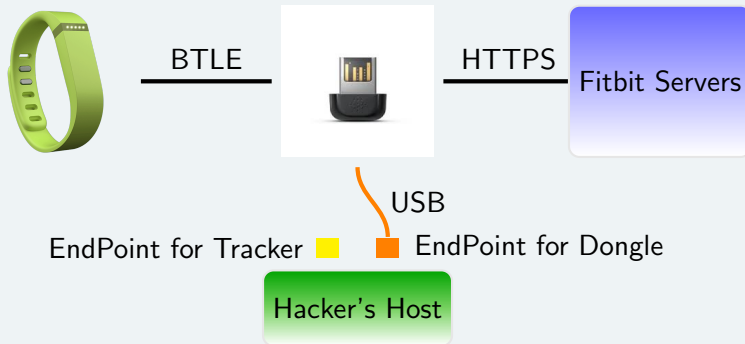 BTLE
HTTPS
Fitbit Servers
USB
EndPoint for Tracker
EndPoint for Dongle
Hacker's Host